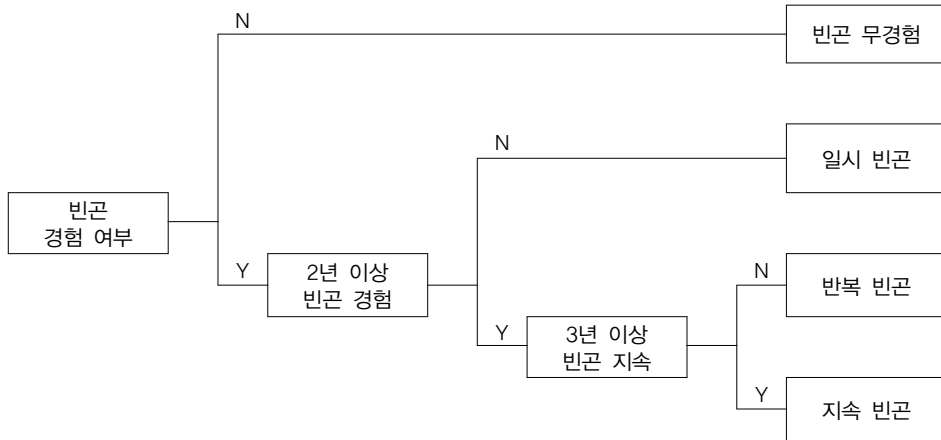 N
빈곤 무경험
N
일시 빈곤
빈곤
경험 여부
Y
2년 이상
빈곤 경험
N
반복 빈곤
Y
3년 이상
빈곤 지속
Y
지속 빈곤